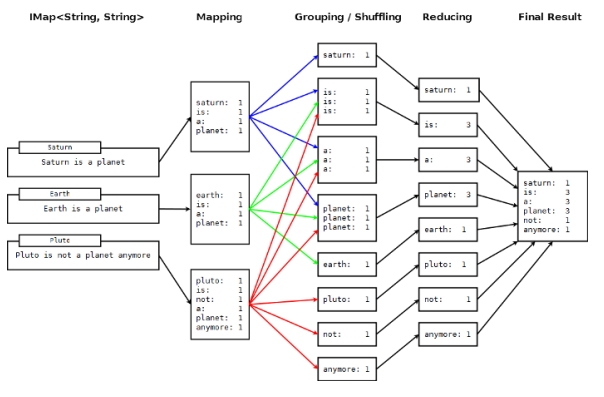 IMap<String, String>
Mapping
Grouping / Shuffling
Reducing
Final Result
Saturn
Saturn is a planet
Earth
Earth is a planet
Pluto
Pluto is not a planet anymore
saturn: 1
is: 1
a: 1
planet: 1
earth: 1
is: 1
a: 1
planet: 1
pluto: 1
is: 1
not: 1
a: 1
planet: 1
anymore: 1
saturn: 1
is: 1
is: 1
is: 1
a: 1
a: 1
a: 1
planet: 1
planet: 1
planet: 1
earth: 1
pluto: 1
not: 1
anymore: 1
saturn: 1
is: 3
a: 3
planet: 3
earth: 1
pluto: 1
not: 1
anymore: 1
saturn: 1
is: 3
a: 3
planet: 3
not: 1
anymore: 1